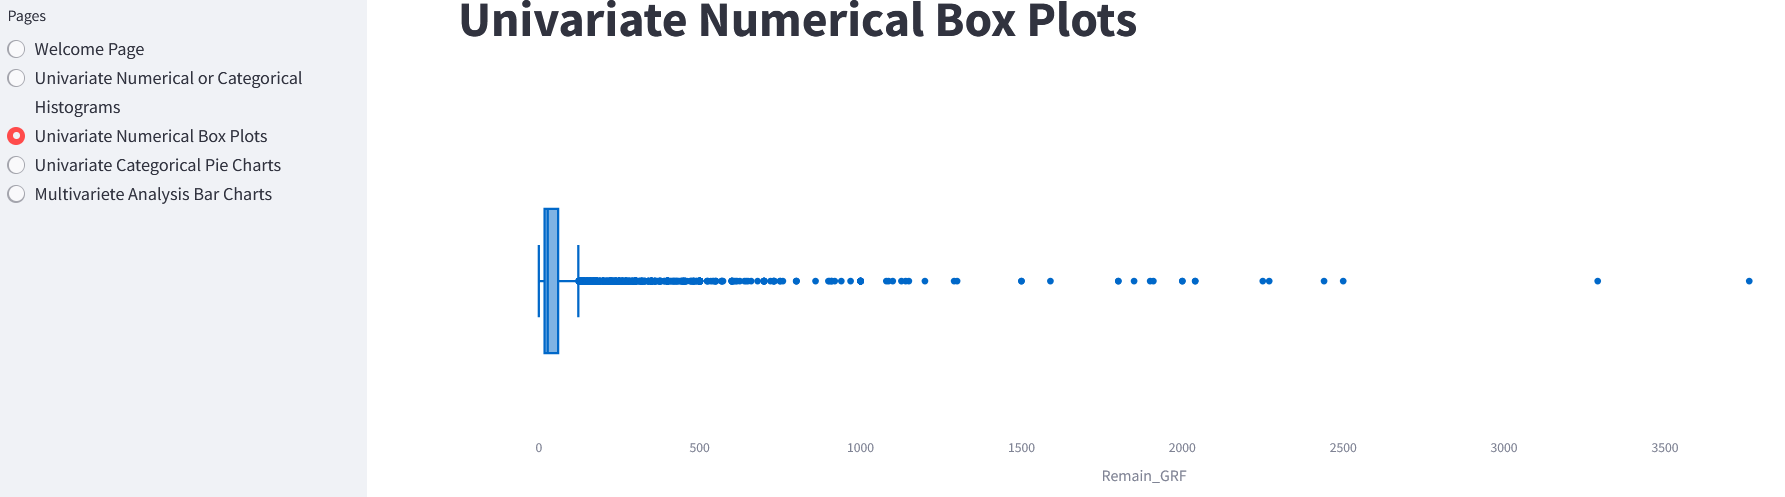 Pages
Welcome Page
Univariate Numerical or Categorical
Histograms
Univariate Numerical Box Plots
Univariate Categorical Pie Charts
Multivariete Analysis Bar Charts
Univariate Numerical Box Plots
0 500 1000 1500 2000 2500 3000 3500
Remain_GRF